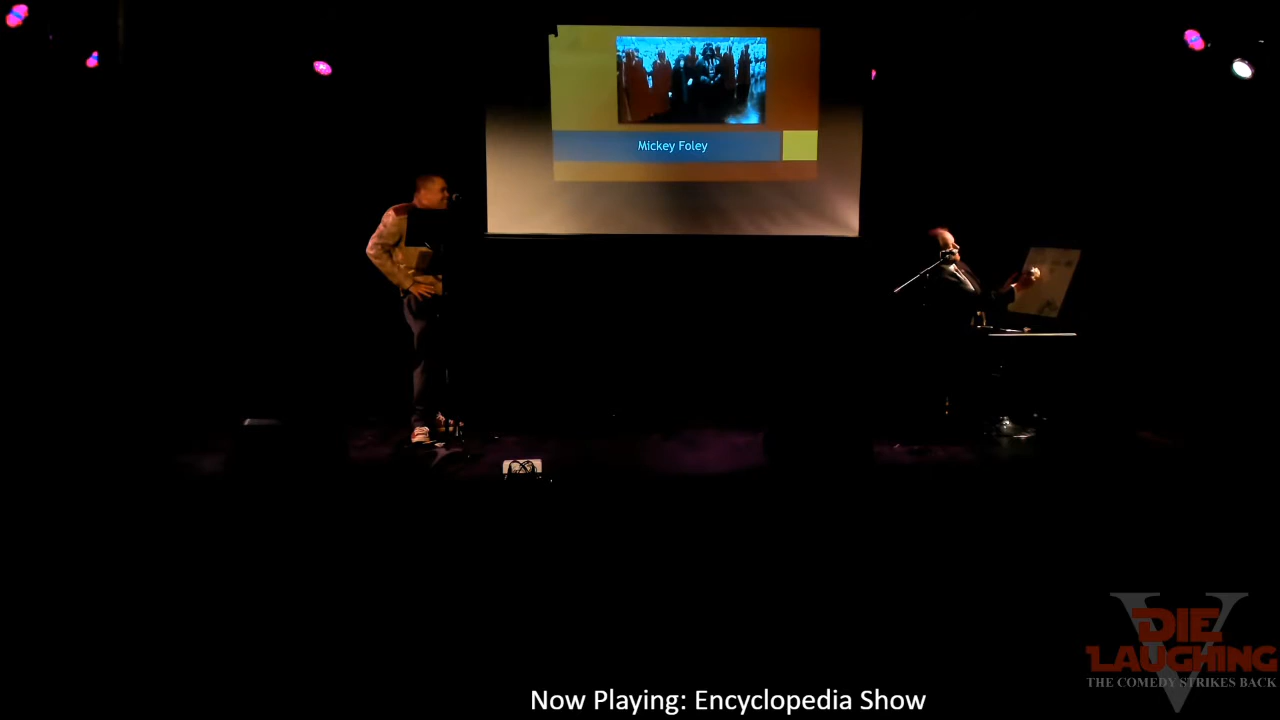 Mickey Foley
V
DIE
LAUGHING
THE COMEDY STRIKES BACK
Now Playing: Encyclopedia Show